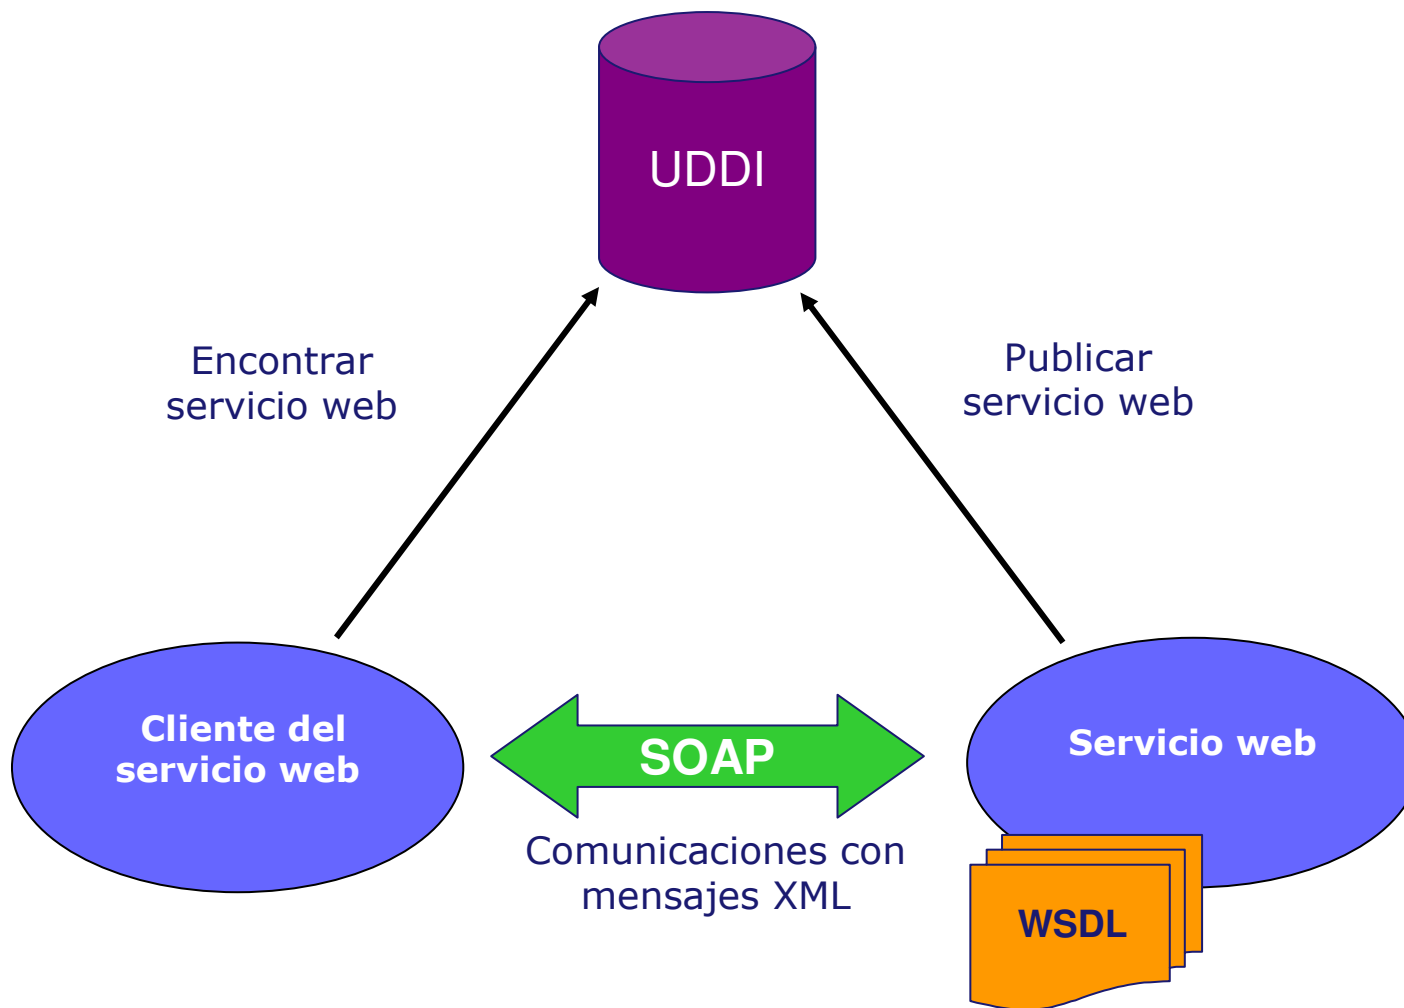 UDDI
Encontrar
servicio web
Publicar
servicio web
Cliente del
servicio web
SOAP
Servicio web
Comunicaciones con
mensajes XML
WSDL